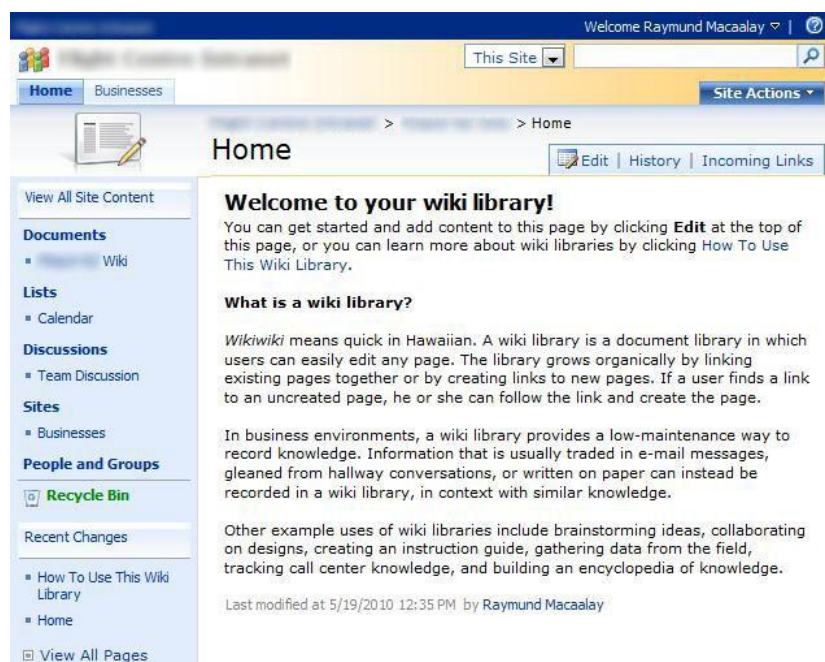 Welcome Raymund Macaalay
This Site
Home Businesses
Site Actions
> > Home
Home
Edit | History | Incoming Links
View All Site Content
Documents
Wiki
Lists
Calendar
Discussions
Team Discussion
Sites
Businesses
People and Groups
Recycle Bin
Recent Changes
How To Use This Wiki
Library
Home
View All Pages
Welcome to your wiki library!
You can get started and add content to this page by clicking Edit at the top of
this page, or you can learn more about wiki libraries by clicking How To Use
This Wiki Library.
What is a wiki library?
Wikiwiki means quick in Hawaiian. A wiki library is a document library in which
users can easily edit any page. The library grows organically by linking
existing pages together or by creating links to new pages. If a user finds a link
to an uncreated page, he or she can follow the link and create the page.
In business environments, a wiki library provides a low-maintenance way to
record knowledge. Information that is usually traded in e-mail messages,
gleaned from hallway conversations, or written on paper can instead be
recorded in a wiki library, in context with similar knowledge.
Other example uses of wiki libraries include brainstorming ideas, collaborating
on designs, creating an instruction guide, gathering data from the field,
tracking call center knowledge, and building an encyclopedia of knowledge.
Last modified at 5/19/2010 12:35 PM by Raymund Macaalay